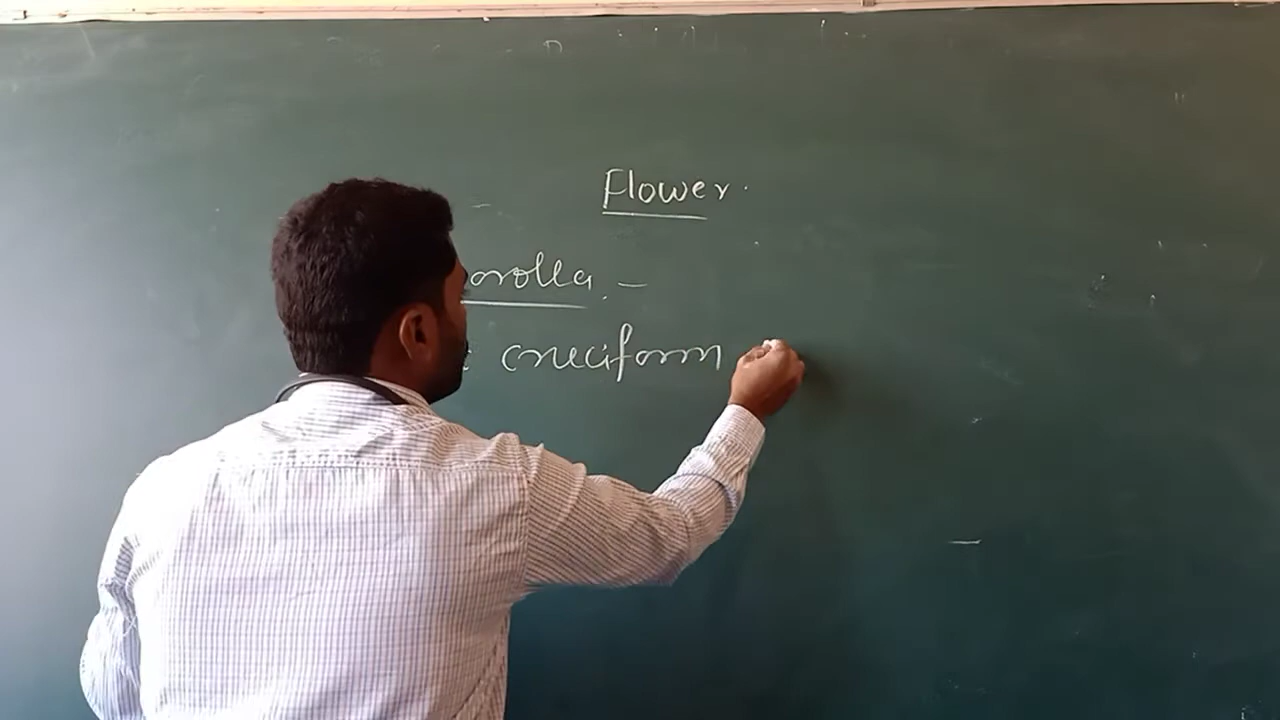 Flower.
orolla. –
: cruciform